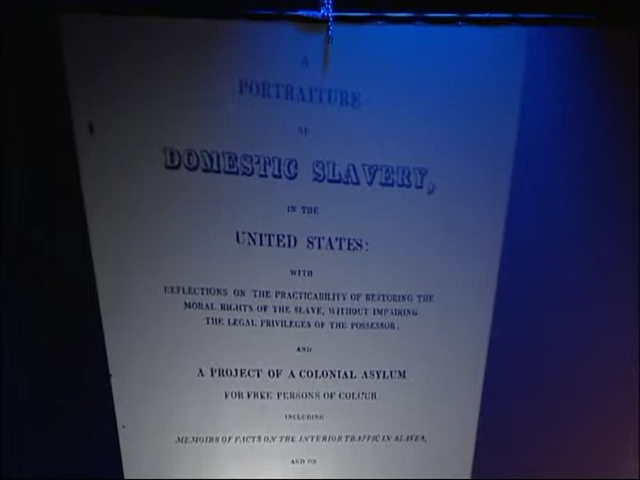 A
PORTRAITURE
OF
DOMESTIC SLAVERY,
IN THE
UNITED STATES:
WITH
REFLECTIONS ON THE PRACTICABILITY OF RESTORING THE
MORAL RIGHTS OF THE SLAVE, WITHOUT IMPAIRING
THE LEGAL PRIVILEGES OF THE POSSESSOR;
AND
A PROJECT OF A COLONIAL ASYLUM
FOR FREE PERSONS OF COLOUR:
INCLUDING
MEMOIRS OF FACTS ON THE INTERIOR TRAFFIC IN SLAVES,
AND ON